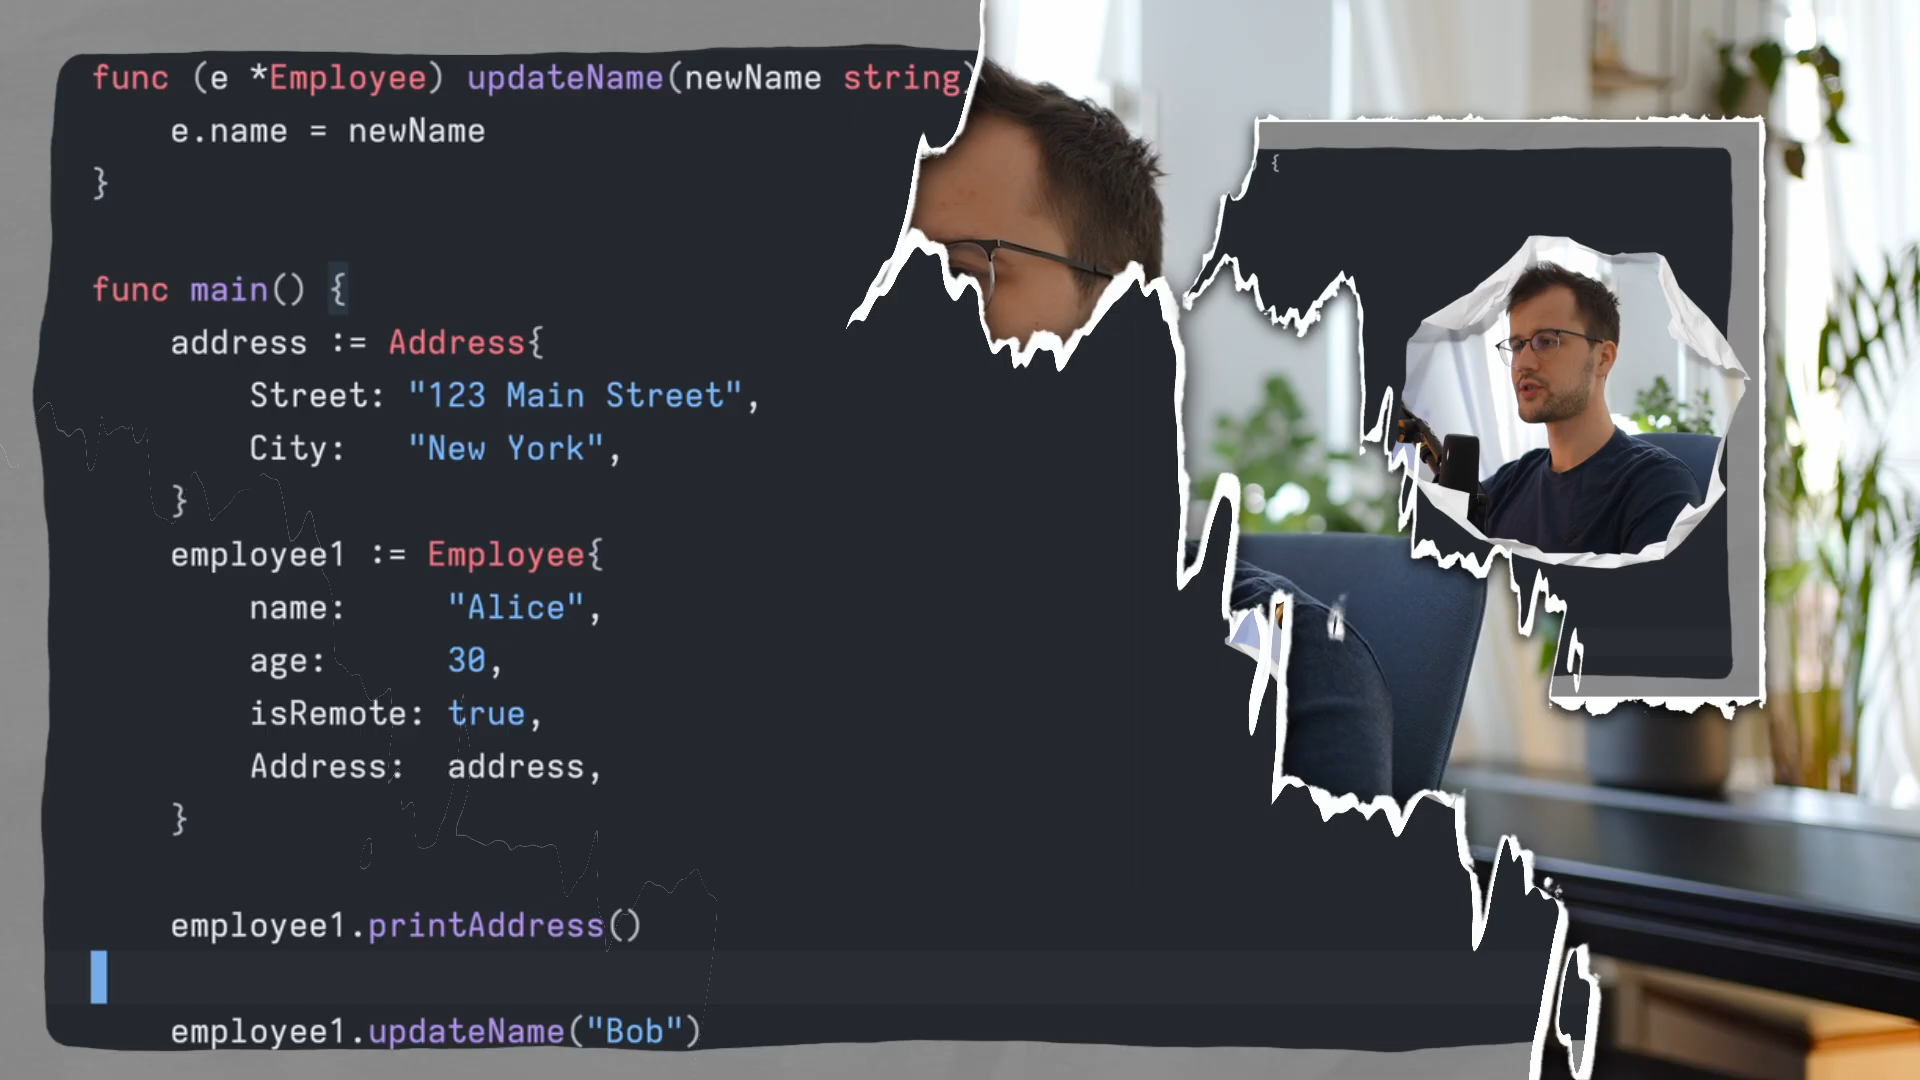 func (e *Employee) updateName(newName string)
    e.name = newName
}
func main() {
    address := Address{
        Street: "123 Main Street",
        City:   "New York",
    }
    employee1 := Employee{
        name:     "Alice",
        age:      30,
        isRemote: true,
        Address:  address,
    }
    employee1.printAddress()
    employee1.updateName("Bob")
{